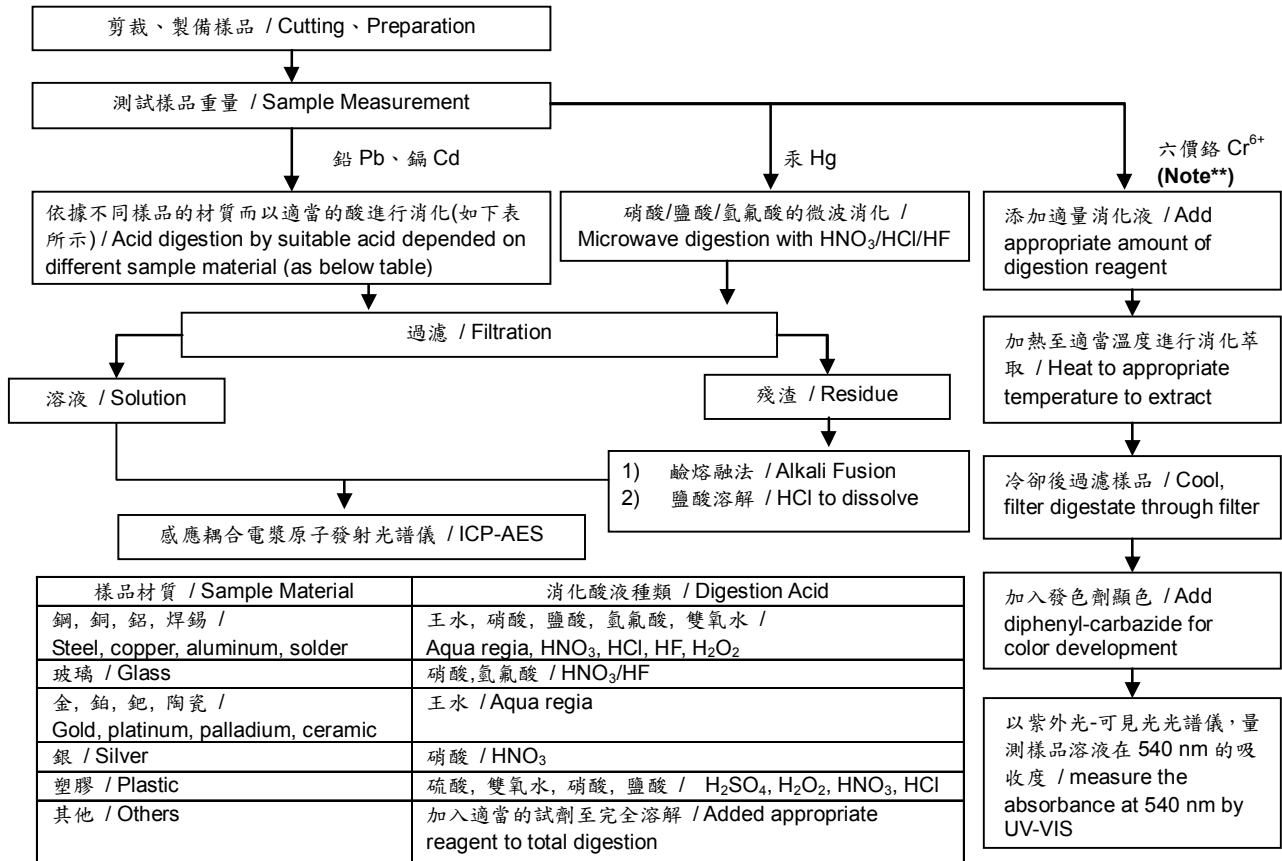 剪裁、製備樣品 / Cutting、Preparation
測試樣品重量 / Sample Measurement
鉛 Pb、鎘 Cd
汞 Hg
六價鉻 Cr⁶⁺
(Note**)
依據不同樣品的材質而以適當的酸進行消化(如下表
所示) / Acid digestion by suitable acid depended on
different sample material (as below table)
硝酸/鹽酸/氫氟酸的微波消化 /
Microwave digestion with HNO₃/HCl/HF
添加適量消化液 / Add
appropriate amount of
digestion reagent
過濾 / Filtration
加熱至適當溫度進行消化萃
取 / Heat to appropriate
temperature to extract
溶液 / Solution
殘渣 / Residue
1) 鹼熔融法 / Alkali Fusion
2) 鹽酸溶解 / HCl to dissolve
冷卻後過濾樣品 / Cool,
filter digestate through filter
感應耦合電漿原子發射光譜儀 / ICP-AES
加入發色劑顯色 / Add
diphenyl-carbazide for
color development
以紫外光-可見光光譜儀，量
測樣品溶液在 540 nm 的吸
收度 / measure the
absorbance at 540 nm by
UV-VIS
樣品材質 / Sample Material 消化酸液種類 / Digestion Acid
鋼, 銅, 鋁, 焊錫 /
Steel, copper, aluminum, solder
王水, 硝酸, 鹽酸, 氫氟酸, 雙氧水 /
Aqua regia, HNO₃, HCl, HF, H₂O₂
玻璃 / Glass 硝酸,氫氟酸 / HNO₃/HF
金, 鉑, 鈀, 陶瓷 /
Gold, platinum, palladium, ceramic
王水 / Aqua regia
銀 / Silver 硝酸 / HNO₃
塑膠 / Plastic 硫酸, 雙氧水, 硝酸, 鹽酸 / H₂SO₄, H₂O₂, HNO₃, HCl
其他 / Others 加入適當的試劑至完全溶解 / Added appropriate
reagent to total digestion